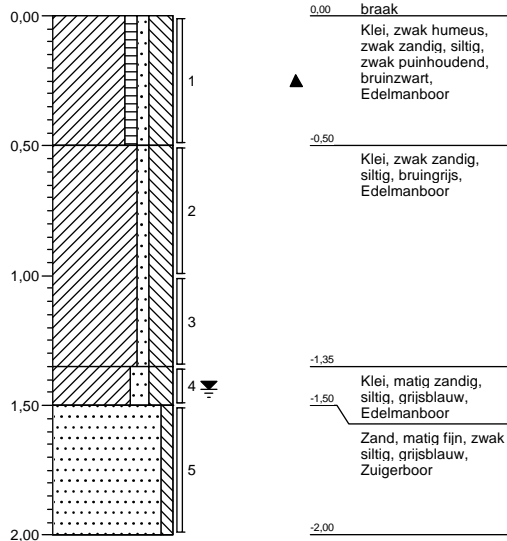 0,00
0,50
1,00
1,50
2,00
1
2
3
4
5
0,00
braak
Klei, zwak humeus,
zwak zandig, siltig,
zwak puinhoudend,
bruinzwart,
Edelmanboor
-0,50
Klei, zwak zandig,
siltig, bruingrijs,
Edelmanboor
-1,35
Klei, matig zandig,
siltig, grijsblauw,
Edelmanboor
-1,50
Zand, matig fijn, zwak
siltig, grijsblauw,
Zuigerboor
-2,00